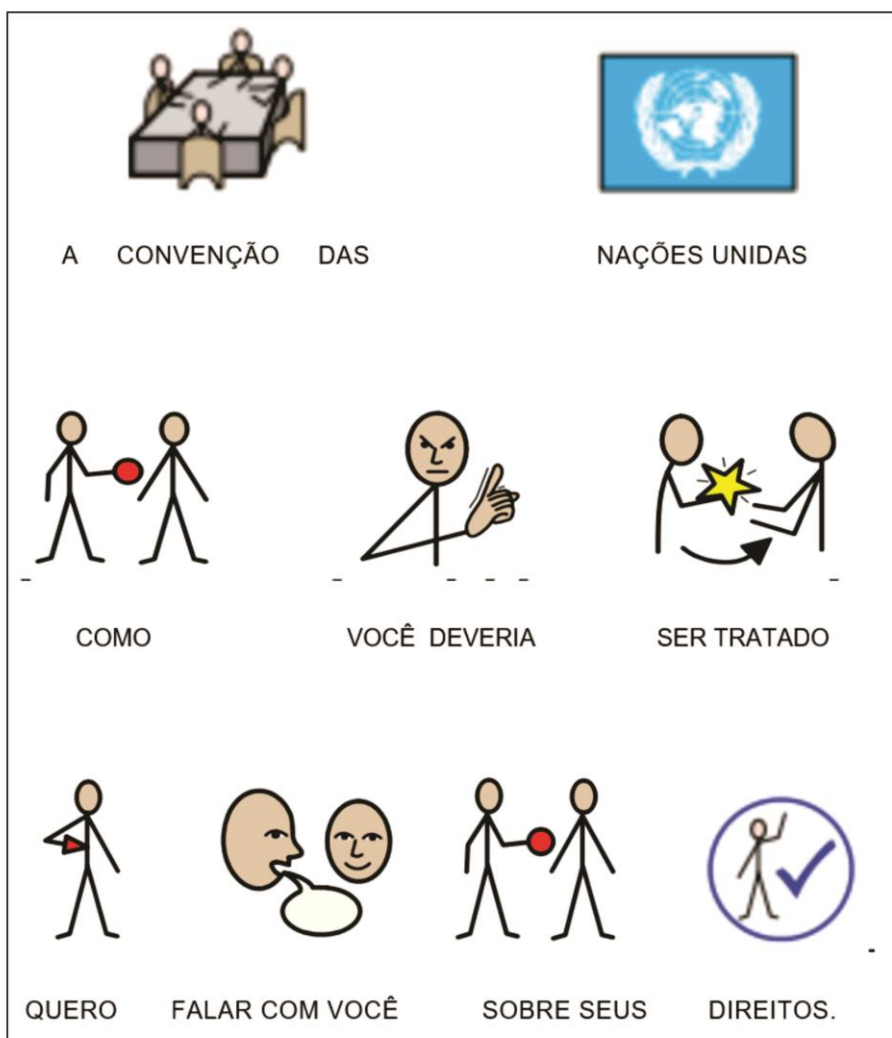 A CONVENÇÃO DAS NAÇÕES UNIDAS
COMO VOCÊ DEVERIA SER TRATADO
QUERO FALAR COM VOCÊ SOBRE SEUS DIREITOS.